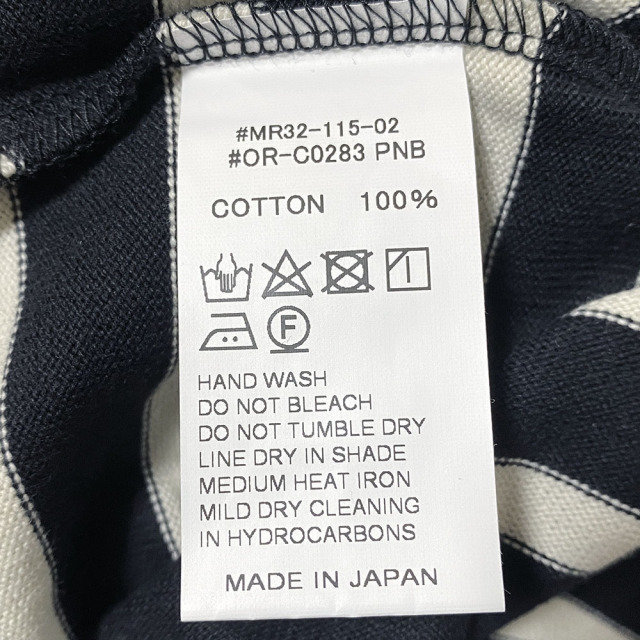 #MR32-115-02
#OR-C0283 PNB
COTTON 100%
F
HAND WASH
DO NOT BLEACH
DO NOT TUMBLE DRY
LINE DRY IN SHADE
MEDIUM HEAT IRON
MILD DRY CLEANING
IN HYDROCARBONS
MADE IN JAPAN